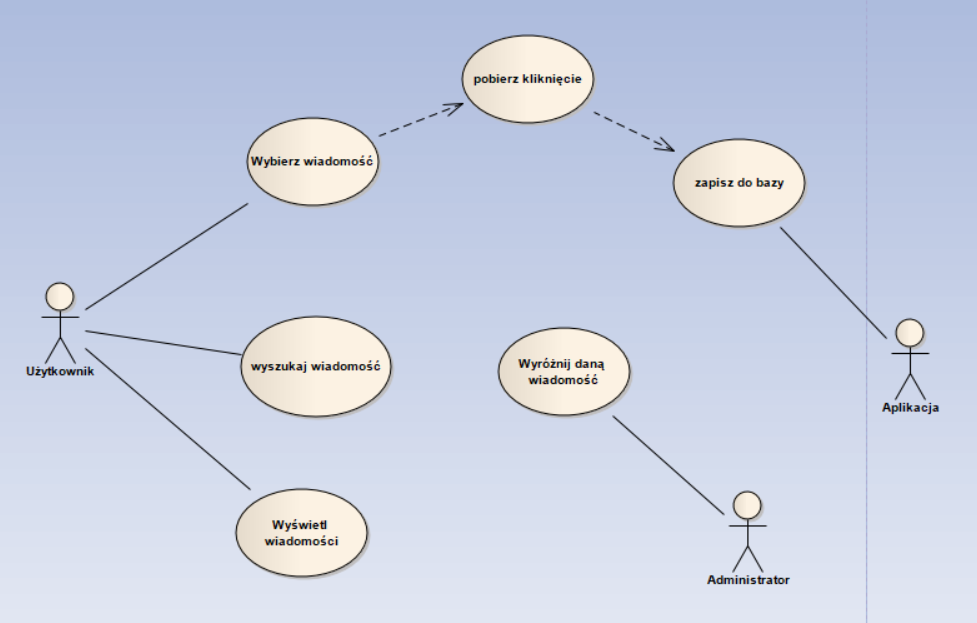 pobierz kliknięcie
Wybierz wiadomość
zapisz do bazy
Użytkownik
wyszukaj wiadomość
Wyróżnij daną
wiadomość
Aplikacja
Wyświetl
wiadomości
Administrator